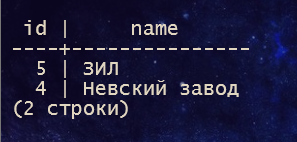 id |     name
----+---------------
  5 | ЗИЛ
  4 | Невский завод
(2 строки)